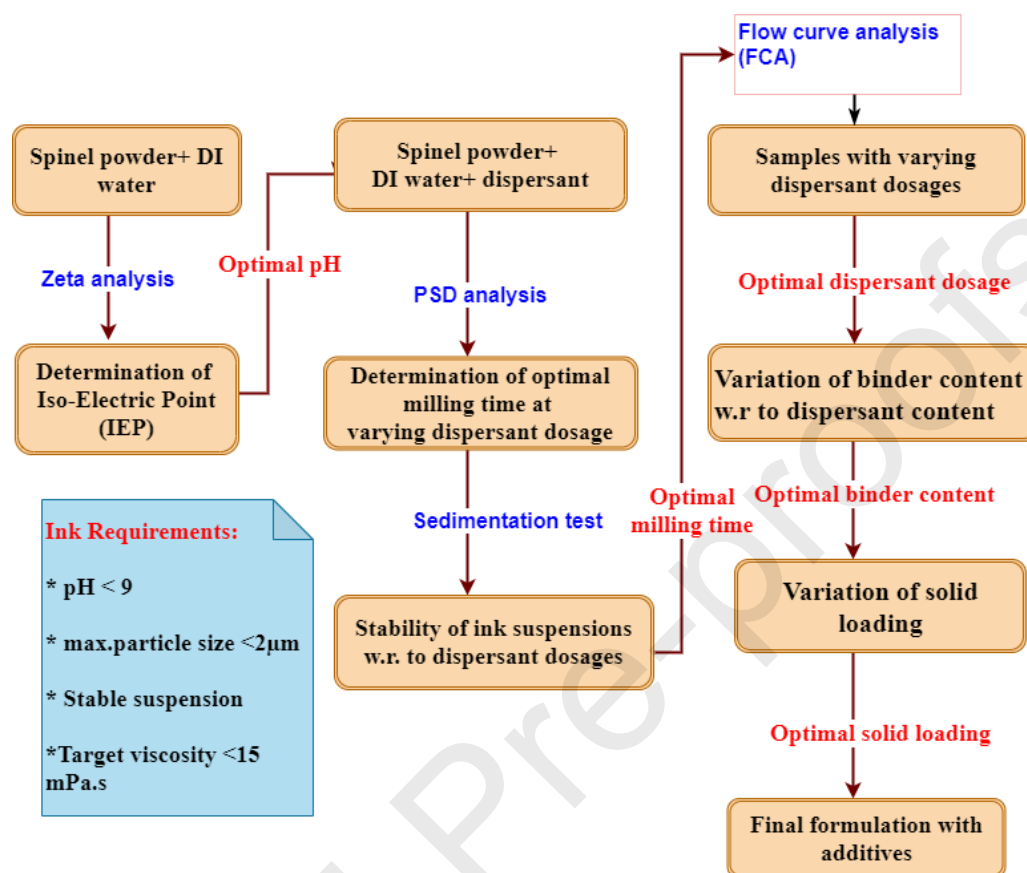 Spinel powder+ DI
water
Zeta analysis
Determination of
Iso-Electric Point
(IEP)
Optimal pH
Spinel powder+
DI water+ dispersant
PSD analysis
Determination of optimal
milling time at
varying dispersant dosage
Sedimentation test
Stability of ink suspensions
w.r. to dispersant dosages
Optimal
milling time
Flow curve analysis
(FCA)
Samples with varying
dispersant dosages
Optimal dispersant dosage
Variation of binder content
w.r to dispersant content
Optimal binder content
Variation of solid
loading
Optimal solid loading
Final formulation with
additives
Ink Requirements:
* pH < 9
* max.particle size <2μm
* Stable suspension
*Target viscosity <15
mPa.s
Pre-proofs